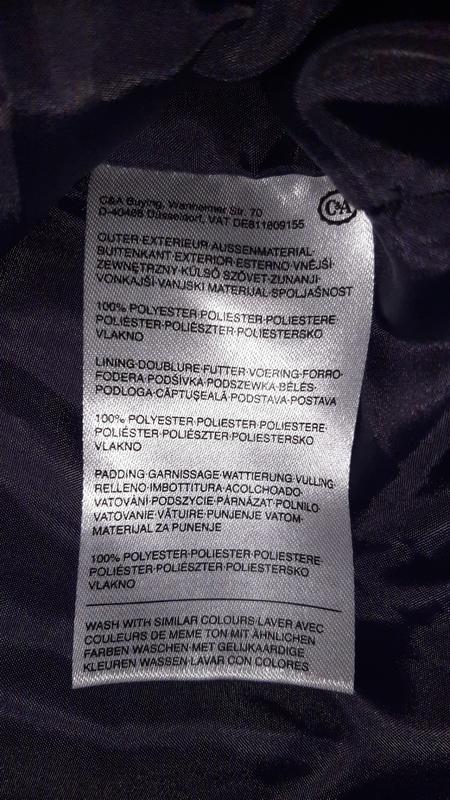 C&A Buying, Wanheimer Str. 70
D-40468 Düsseldorf, VAT DE811809155
C&A
OUTER·EXTERIEUR·AUSSENMATERIAL·
BUITENKANT·EXTERIOR·ESTERNO·VNĚJŠÍ·
ZEWNĘTRZNY·KÜLSŐ SZÖVET·ZUNANJI·
VONKAJŠÍ·VANJSKI MATERIJAL·SPOLJAŠNOST
100% POLYESTER·POLIESTER·POLIESTERE·
POLIÉSTER·POLIÉSZTER·POLIESTERSKO
VLAKNO
LINING·DOUBLURE·FUTTER·VOERING·FORRO·
FODERA·PODŠÍVKA·PODSZEWKA·BÉLÉS·
PODLOGA·CĂPTUŞEALĂ·PODSTAVA·POSTAVA
100% POLYESTER·POLIESTER·POLIESTERE·
POLIÉSTER·POLIÉSZTER·POLIESTERSKO
VLAKNO
PADDING·GARNISSAGE·WATTIERUNG·VULLING·
RELLENO·IMBOTTITURA·ACOLCHOADO·
VATOVÁNÍ·PODSZYCIE·PÁRNÁZAT·POLNILO·
VATOVANIE·VĂTUIRE·PUNJENJE VATOM·
MATERIJAL ZA PUNENJE
100% POLYESTER·POLIESTER·POLIESTERE·
POLIÉSTER·POLIÉSZTER·POLIESTERSKO
VLAKNO
WASH WITH SIMILAR COLOURS·LAVER AVEC
COULEURS DE MEME TON·MIT ÄHNLICHEN
FARBEN WASCHEN·MET GELIJKAARDIGE
KLEUREN WASSEN·LAVAR CON COLORES